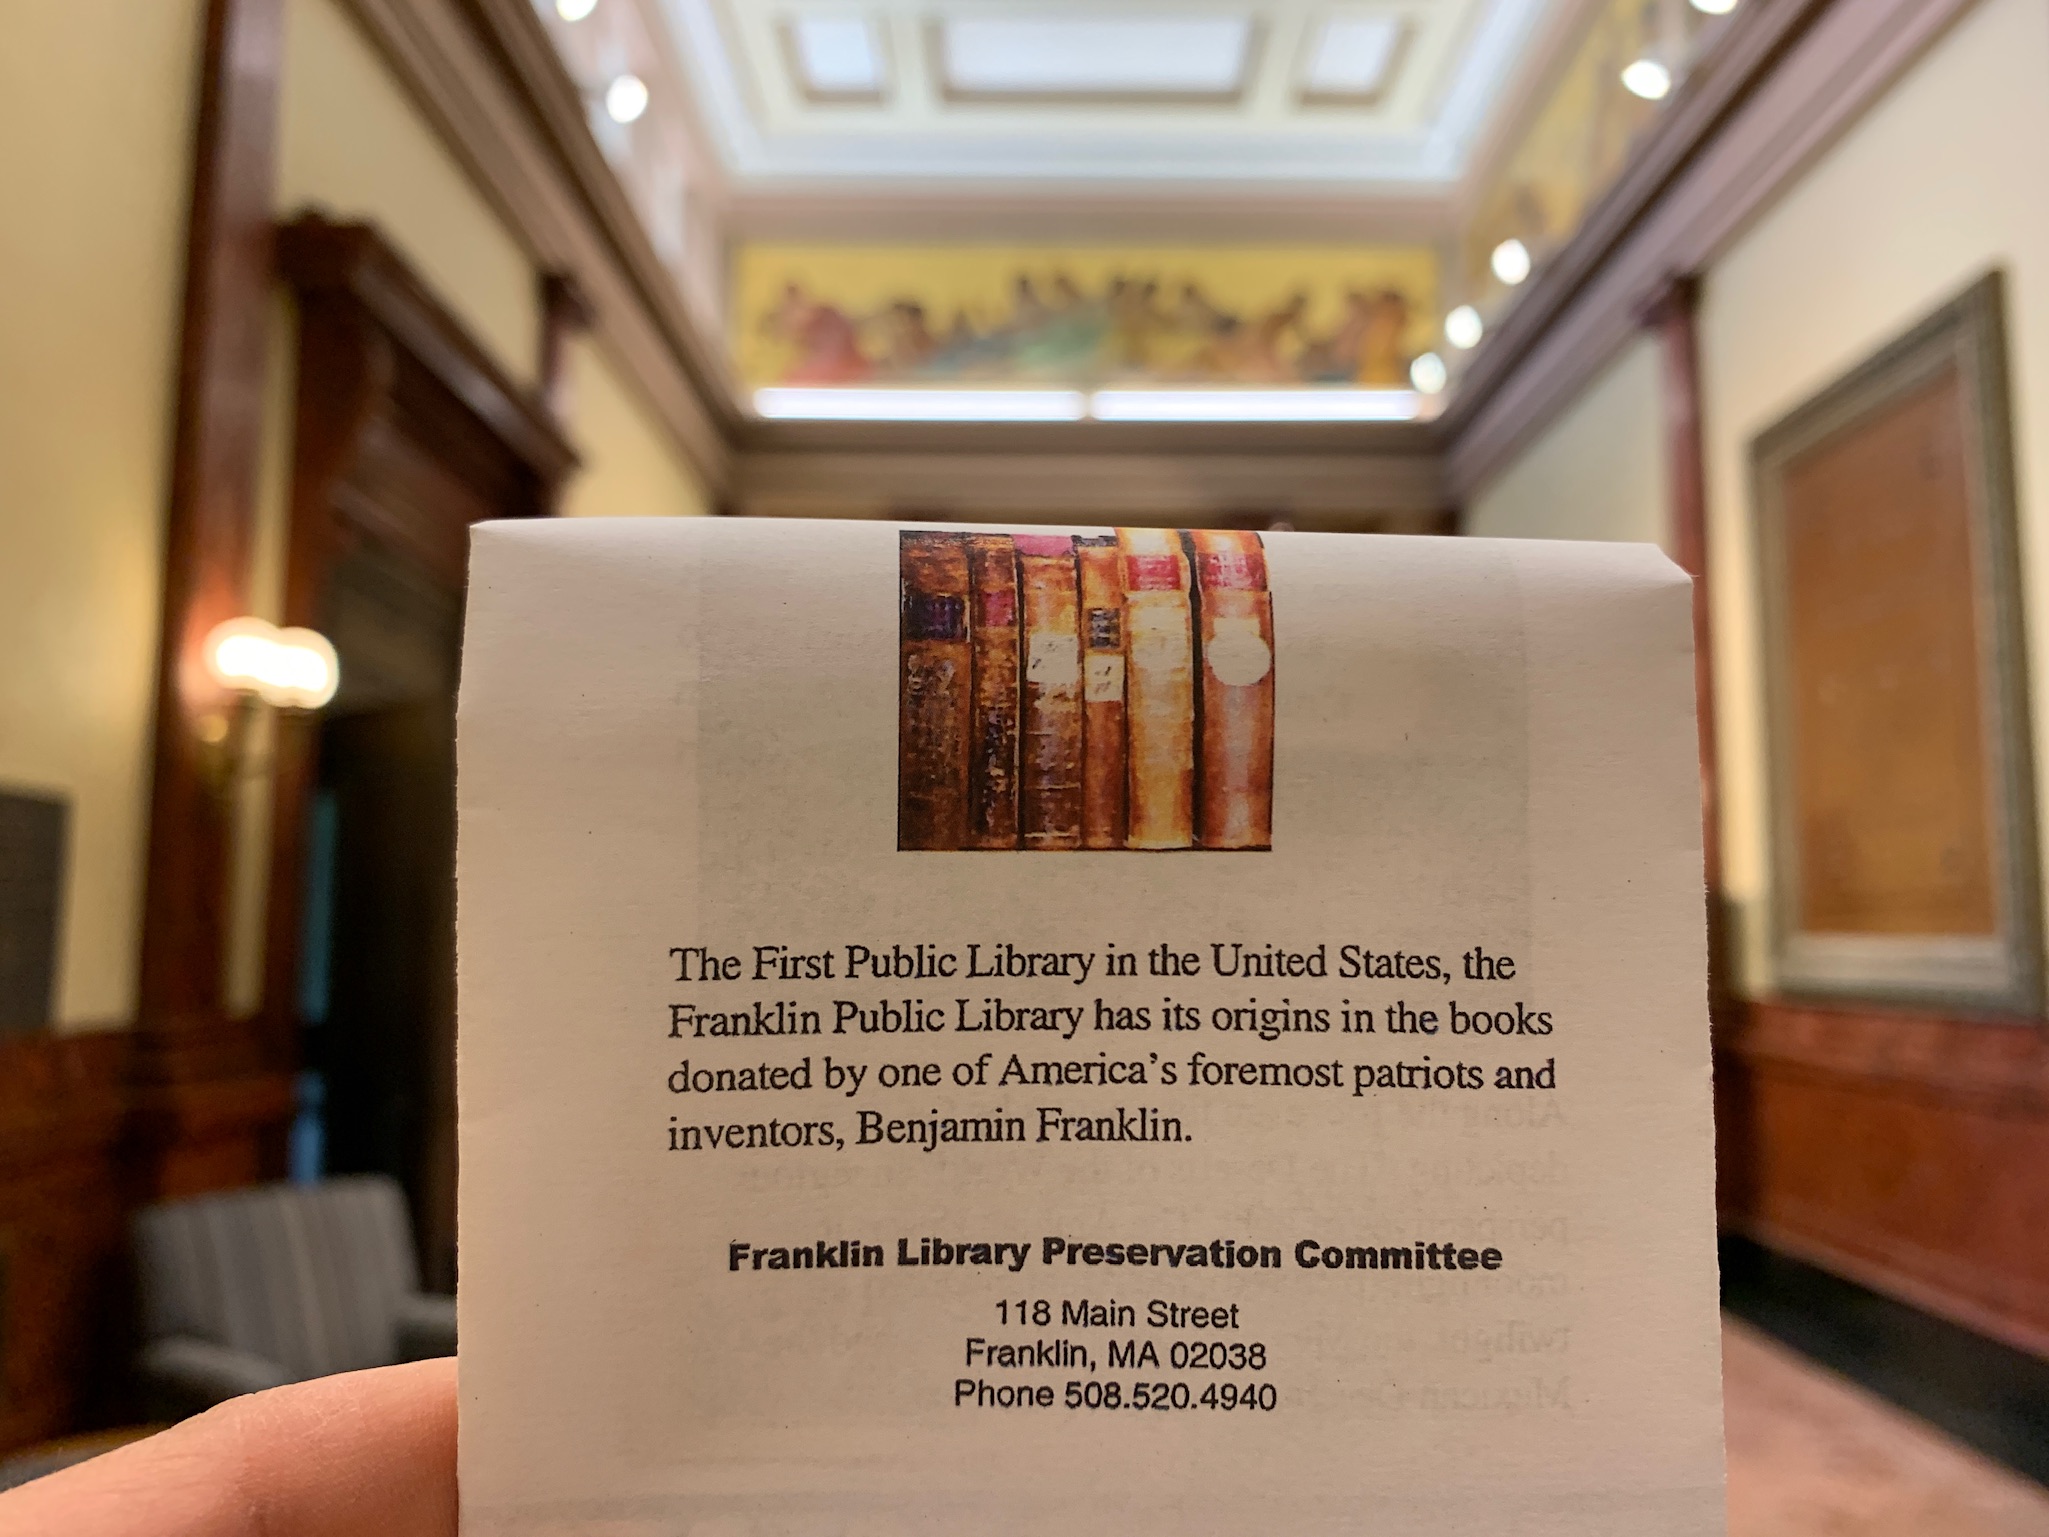 The First Public Library in the United States, the
Franklin Public Library has its origins in the books
donated by one of America's foremost patriots and
inventors, Benjamin Franklin.
Franklin Library Preservation Committee
118 Main Street
Franklin, MA 02038
Phone 508.520.4940